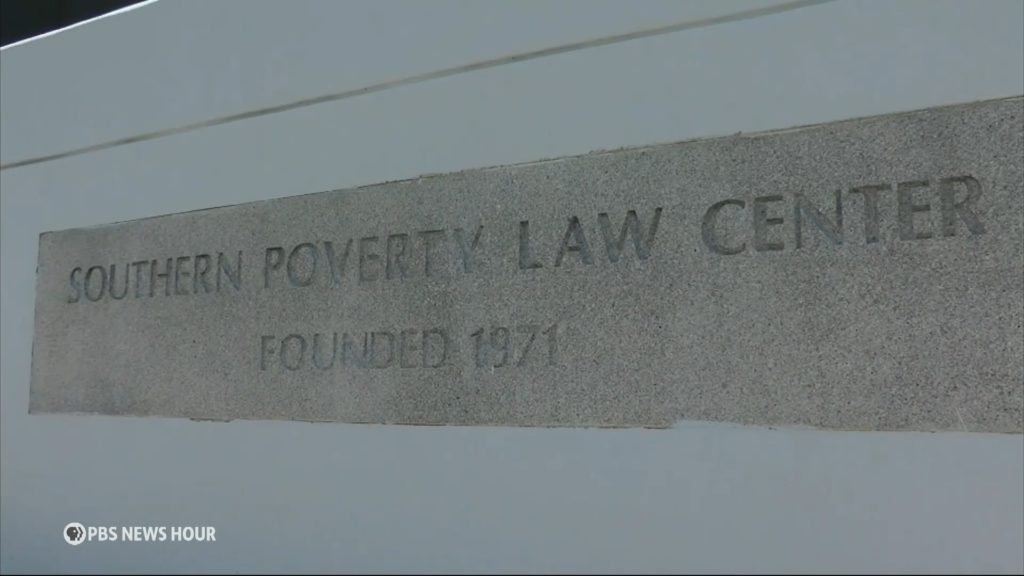 SOUTHERN POVERTY LAW CENTER
FOUNDED 1971
PBS NEWS HOUR